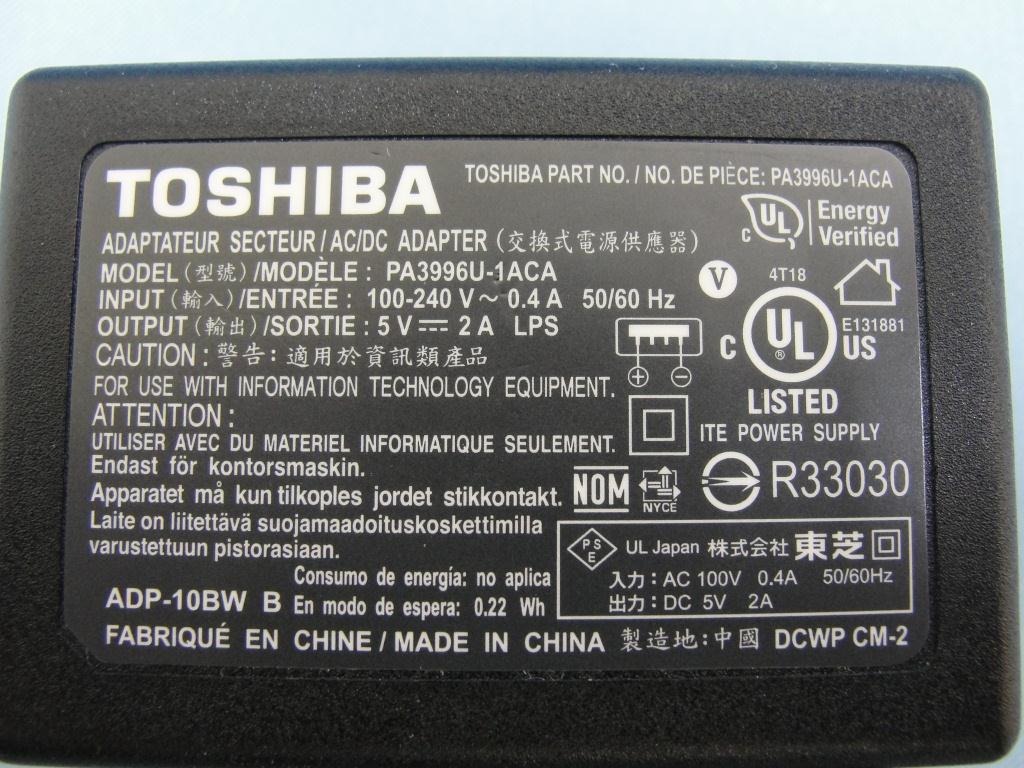 TOSHIBA
TOSHIBA PART NO. / NO. DE PIÈCE: PA3996U-1ACA
UL Energy
C Verified
ADAPTATEUR SECTEUR / AC/DC ADAPTER (交換式電源供應器)
MODEL (型號) /MODÈLE : PA3996U-1ACA
V
4T18
INPUT (輸入) /ENTRÉE : 100-240 V ～ 0.4 A 50/60 Hz
OUTPUT (輸出) /SORTIE : 5 V ⎓ 2 A LPS
E131881
C UL ® US
CAUTION : 警告: 適用於資訊類產品
+ −
FOR USE WITH INFORMATION TECHNOLOGY EQUIPMENT.
LISTED
ATTENTION :
ITE POWER SUPPLY
UTILISER AVEC DU MATERIEL INFORMATIQUE SEULEMENT.
Endast för kontorsmaskin.
Apparatet må kun tilkoples jordet stikkontakt.
NOM
NYCE
R33030
Laite on liitettävä suojamaadoituskoskettimilla
varustettuun pistorasiaan.
PSE UL Japan 株式会社 東芝
入力 : AC 100V 0.4A 50/60Hz
出力 : DC 5V 2A
Consumo de energía: no aplica
ADP-10BW B En modo de espera: 0.22 Wh
FABRIQUÉ EN CHINE / MADE IN CHINA 製造地: 中國 DCWP CM-2